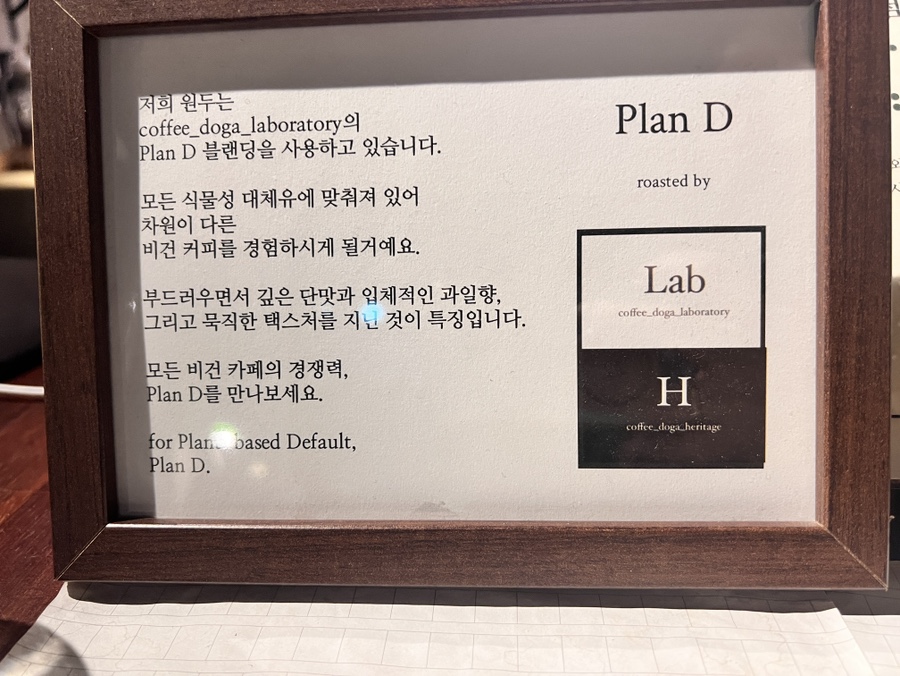 저희 원두는
coffee_doga_laboratory의
Plan D 블랜딩을 사용하고 있습니다.
모든 식물성 대체유에 맞춰져 있어
차원이 다른
비건 커피를 경험하시게 될거예요.
부드러우면서 깊은 단맛과 입체적인 과일향,
그리고 묵직한 택스처를 지닌 것이 특징입니다.
모든 비건 카페의 경쟁력,
Plan D를 만나보세요.
for Plant-based Default,
Plan D.
Plan D
roasted by
Lab
coffee_doga_laboratory
H
coffee_doga_heritage